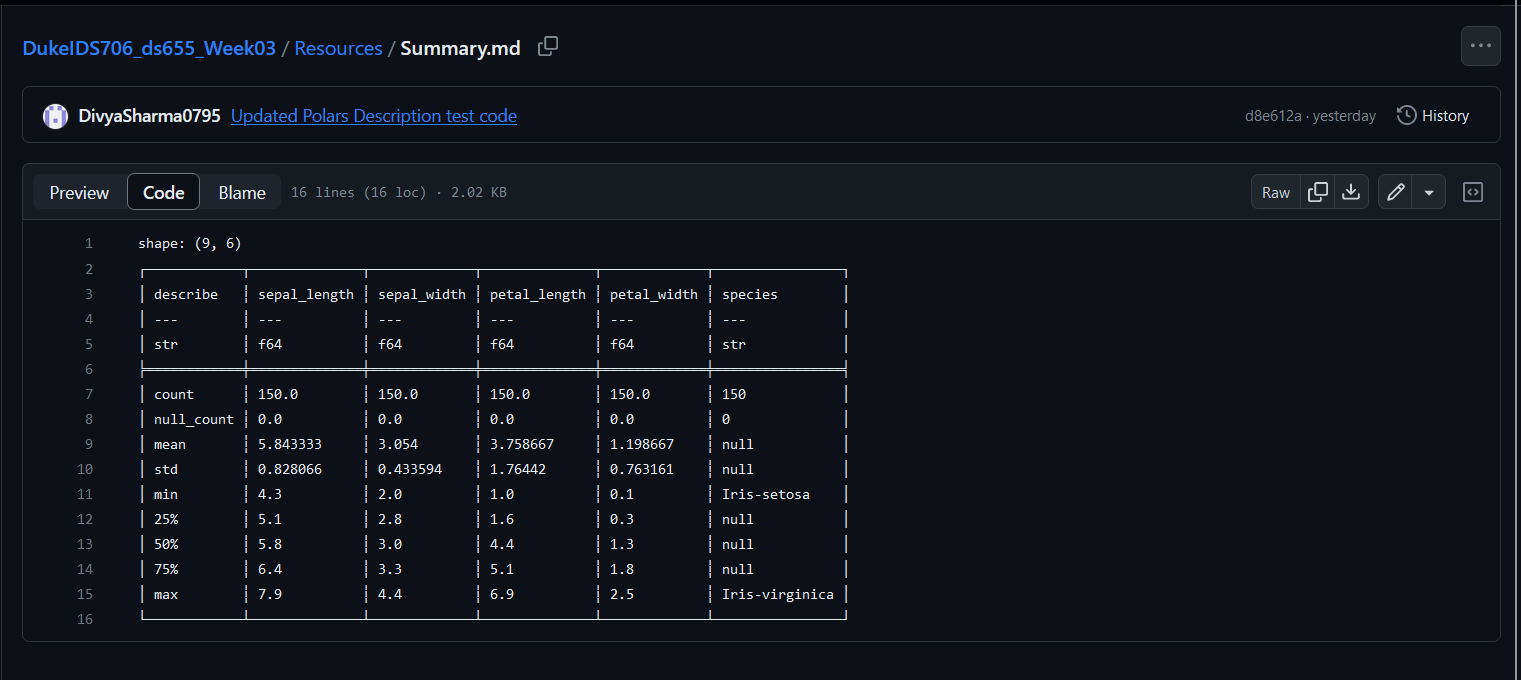 DukeIDS706_ds655_Week03 / Resources / Summary.md
DivyaSharma0795 Updated Polars Description test code d8e612a · yesterday History
Preview Code Blame 16 lines (16 loc) · 2.02 KB Raw
1 shape: (9, 6)
2 ┌────────────┬──────────────┬─────────────┬──────────────┬─────────────┬────────────────┐
3 │ describe ┆ sepal_length ┆ sepal_width ┆ petal_length ┆ petal_width ┆ species │
4 │ --- ┆ --- ┆ --- ┆ --- ┆ --- ┆ --- │
5 │ str ┆ f64 ┆ f64 ┆ f64 ┆ f64 ┆ str │
6 ╞════════════╪══════════════╪═════════════╪══════════════╪═════════════╪════════════════╡
7 │ count ┆ 150.0 ┆ 150.0 ┆ 150.0 ┆ 150.0 ┆ 150 │
8 │ null_count ┆ 0.0 ┆ 0.0 ┆ 0.0 ┆ 0.0 ┆ 0 │
9 │ mean ┆ 5.843333 ┆ 3.054 ┆ 3.758667 ┆ 1.198667 ┆ null │
10 │ std ┆ 0.828066 ┆ 0.433594 ┆ 1.76442 ┆ 0.763161 ┆ null │
11 │ min ┆ 4.3 ┆ 2.0 ┆ 1.0 ┆ 0.1 ┆ Iris-setosa │
12 │ 25% ┆ 5.1 ┆ 2.8 ┆ 1.6 ┆ 0.3 ┆ null │
13 │ 50% ┆ 5.8 ┆ 3.0 ┆ 4.4 ┆ 1.3 ┆ null │
14 │ 75% ┆ 6.4 ┆ 3.3 ┆ 5.1 ┆ 1.8 ┆ null │
15 │ max ┆ 7.9 ┆ 4.4 ┆ 6.9 ┆ 2.5 ┆ Iris-virginica │
16 └────────────┴──────────────┴─────────────┴──────────────┴─────────────┴────────────────┘